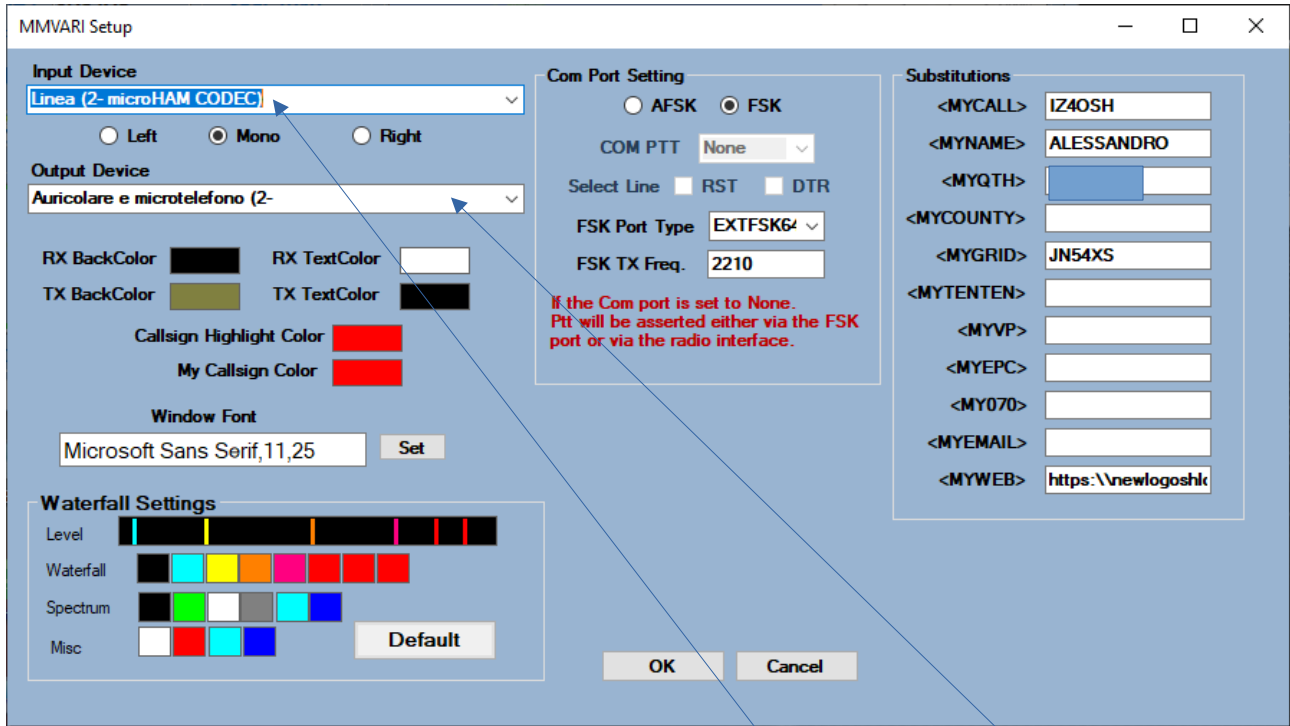 MMVARI Setup
Input Device
Linea (2- microHAM CODEC)
Left Mono Right
Output Device
Auricolare e microtelefono (2-
RX BackColor RX TextColor
TX BackColor TX TextColor
Callsign Highlight Color
My Callsign Color
Window Font
Microsoft Sans Serif,11,25 Set
Waterfall Settings
Level
Waterfall
Spectrum
Misc
Default
Com Port Setting
AFSK FSK
COM PTT None
Select Line RST DTR
FSK Port Type EXTFSK64
FSK TX Freq. 2210
If the Com port is set to None.
Ptt will be asserted either via the FSK
port or via the radio interface.
OK Cancel
Substitutions
<MYCALL> IZ4OSH
<MYNAME> ALESSANDRO
<MYQTH>
<MYCOUNTY>
<MYGRID> JN54XS
<MYTENTEN>
<MYVP>
<MYEPC>
<MY070>
<MYEMAIL>
<MYWEB> https:\\newlogoshlc